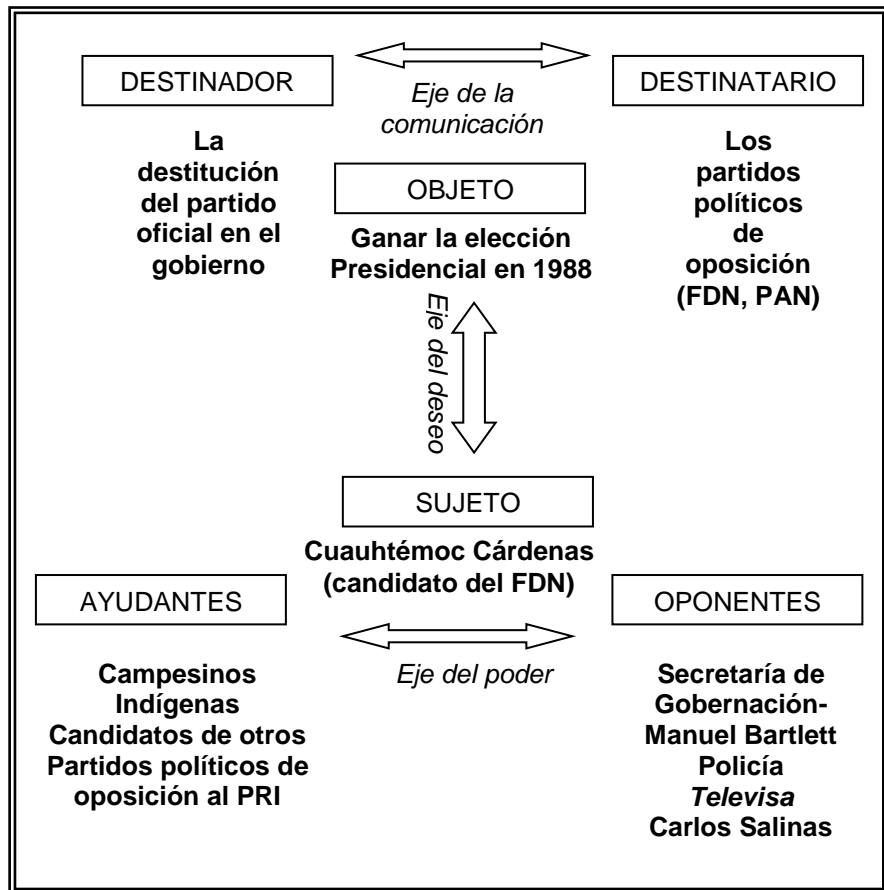 DESTINADOR
DESTINATARIO
Eje de la
comunicación
La
destitución
del partido
oficial en el
gobierno
OBJETO
Ganar la elección
Presidencial en 1988
Los
partidos
políticos
de
oposición
(FDN, PAN)
Eje del deseo
SUJETO
Cuauhtémoc Cárdenas
(candidato del FDN)
AYUDANTES
OPONENTES
Eje del poder
Campesinos
Indígenas
Candidatos de otros
Partidos políticos de
oposición al PRI
Secretaría de
Gobernación-
Manuel Bartlett
Policía
Televisa
Carlos Salinas